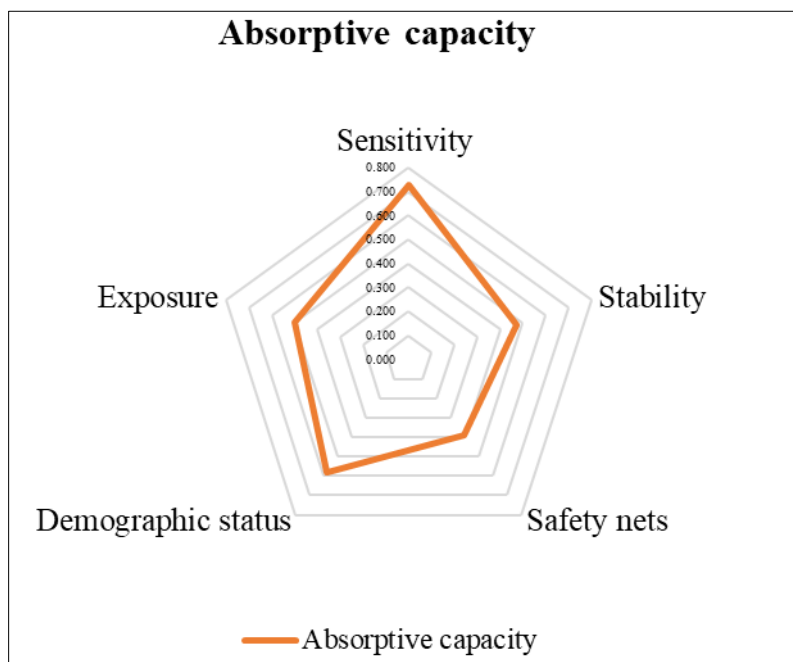 Absorptive capacity
Sensitivity
0.800
0.700
0.600
0.500
0.400
0.300
0.200
0.100
0.000
Exposure
Stability
Demographic status
Safety nets
Absorptive capacity